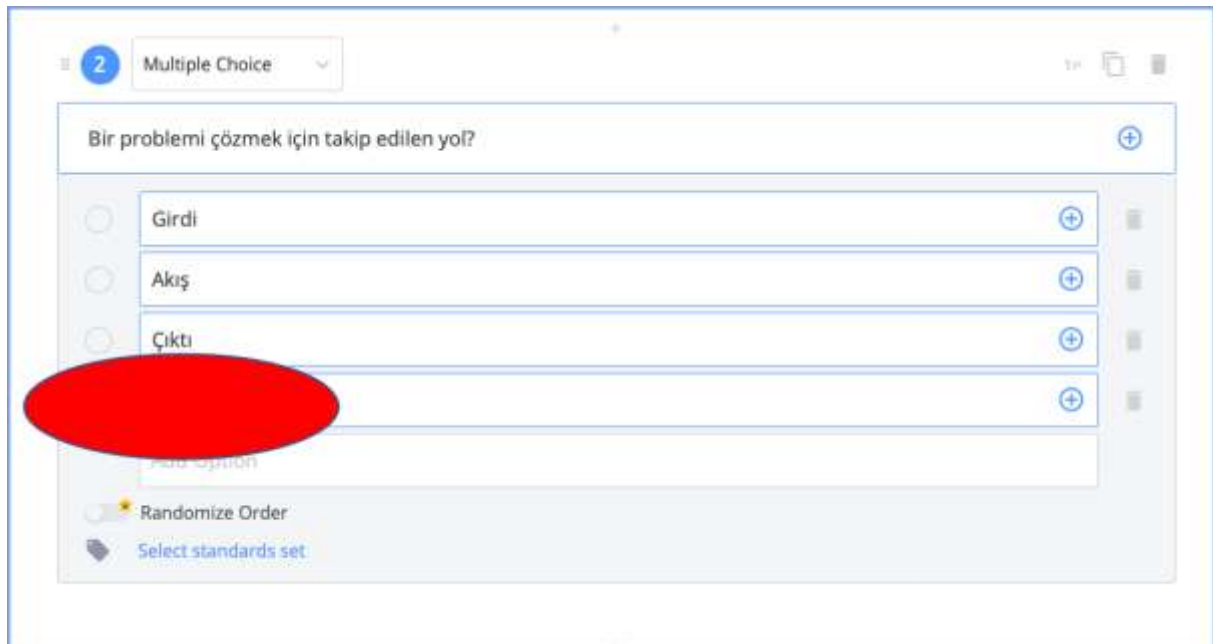 2 Multiple Choice
Bir problemi çözmek için takip edilen yol?
Girdi
Akış
Çıktı
Add Option
Randomize Order
Select standards set